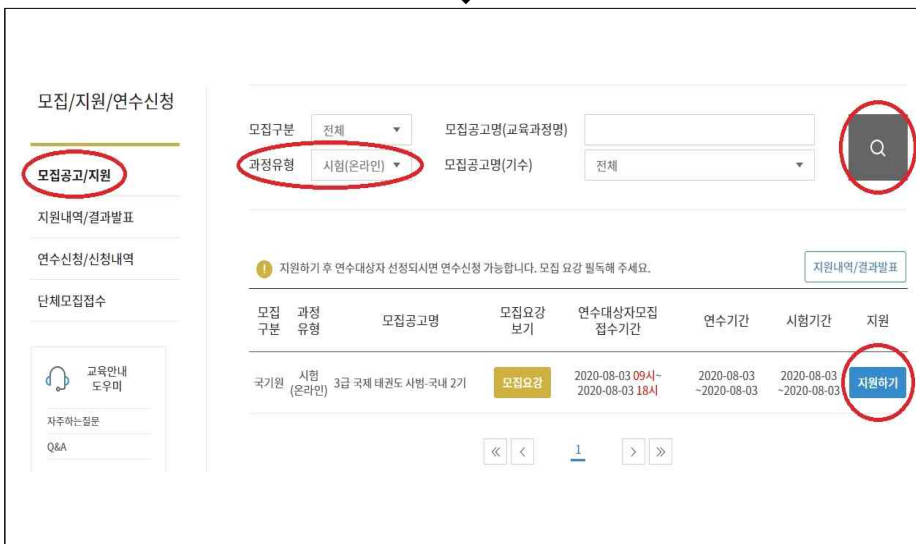 모집/지원/연수신청
모집공고/지원
지원내역/결과발표
연수신청/신청내역
단체모집접수
교육안내
도우미
자주하는질문
Q&A
모집구분 전체 모집공고명(교육과정명)
과정유형 시험(온라인) 모집공고명(기수) 전체
! 지원하기 후 연수대상자 선정되시면 연수신청 가능합니다. 모집 요강 필독해 주세요. 지원내역/결과발표
모집 과정 모집요강 연수대상자모집
구분 유형 모집공고명 보기 접수기간 연수기간 시험기간 지원
시험 2020-08-03 09시~ 2020-08-03 2020-08-03
국기원 (온라인) 3급 국제 태권도 사범-국내 2기 모집요강 2020-08-03 18시 ~2020-08-03 ~2020-08-03 지원하기
« < 1 > »